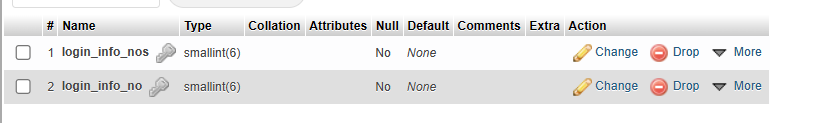 # Name Type Collation Attributes Null Default Comments Extra Action
1 login_info_nos smallint(6) No None Change Drop More
2 login_info_no smallint(6) No None Change Drop More